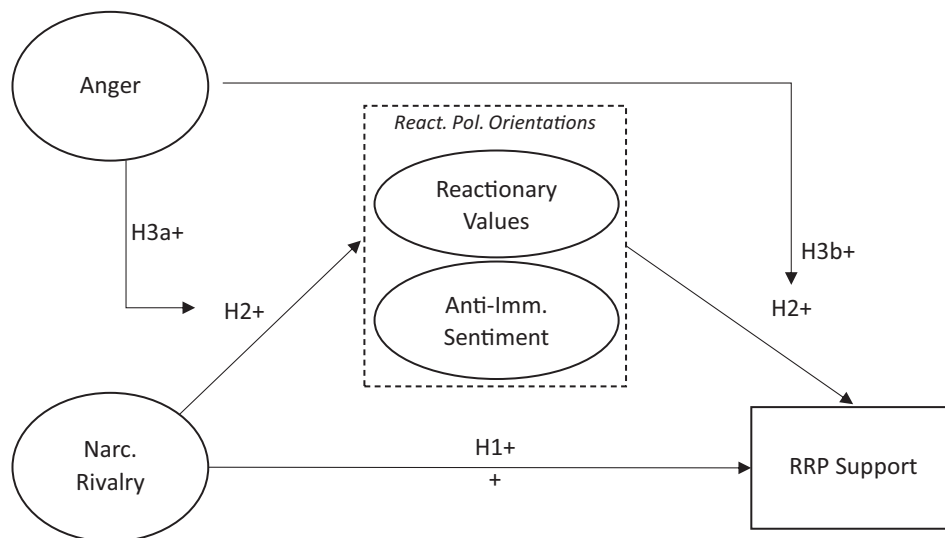 Anger
React. Pol. Orientations
Reactionary
Values
H3a+
H3b+
H2+
Anti-Imm.
Sentiment
H2+
Narc.
Rivalry
H1+
+
RRP Support